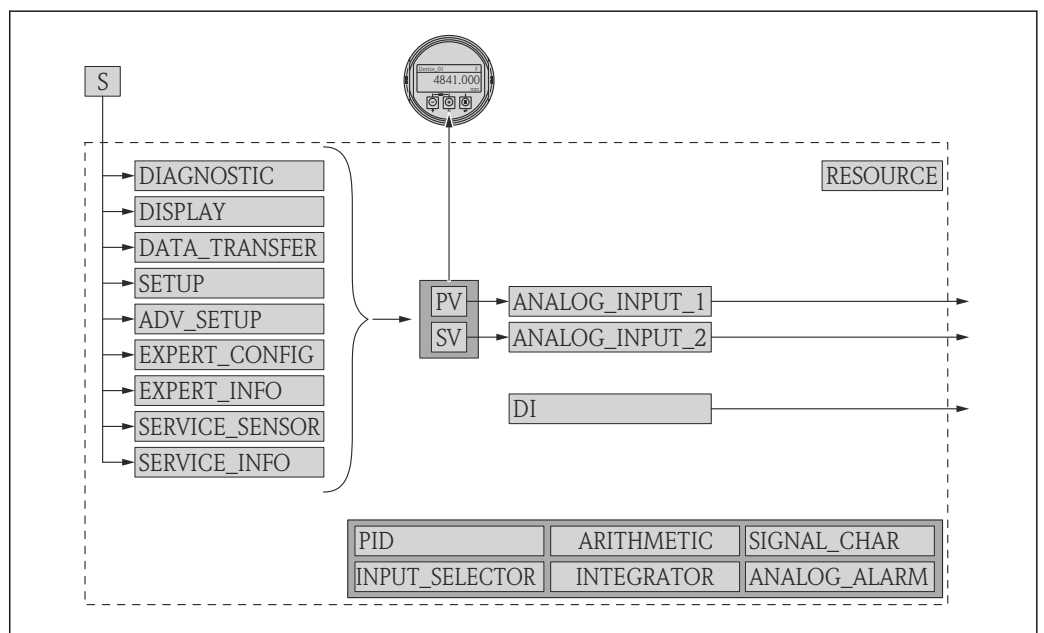 S
Device_01
4841.000
mm
DIAGNOSTIC
DISPLAY
DATA_TRANSFER
SETUP
ADV_SETUP
EXPERT_CONFIG
EXPERT_INFO
SERVICE_SENSOR
SERVICE_INFO
RESOURCE
PV
ANALOG_INPUT_1
SV
ANALOG_INPUT_2
DI
PID
ARITHMETIC
SIGNAL_CHAR
INPUT_SELECTOR
INTEGRATOR
ANALOG_ALARM